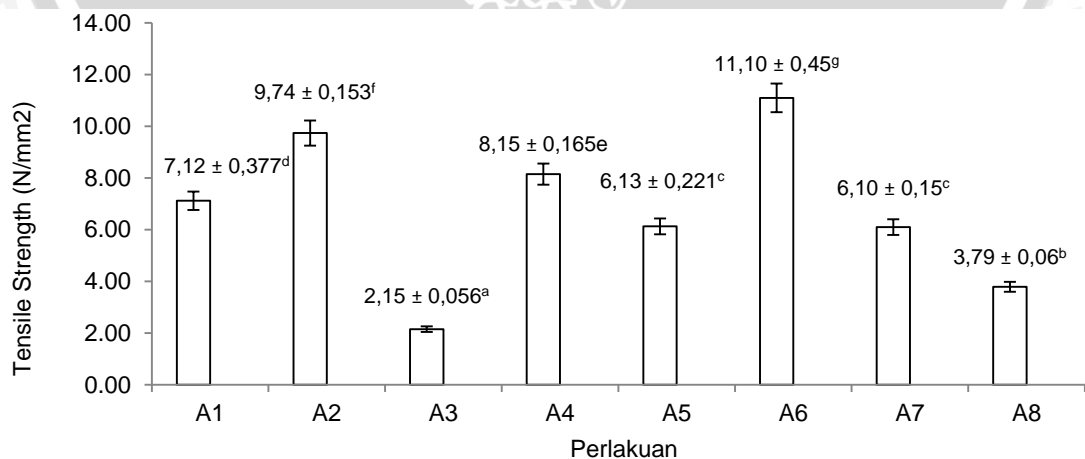 14.00
12.00
10.00
8.00
6.00
4.00
2.00
0.00
Tensile Strength (N/mm2)
7,12 ± 0,377ᵈ
9,74 ± 0,153ᶠ
2,15 ± 0,056ᵃ
8,15 ± 0,165e
6,13 ± 0,221ᶜ
11,10 ± 0,45ᵍ
6,10 ± 0,15ᶜ
3,79 ± 0,06ᵇ
A1 A2 A3 A4 A5 A6 A7 A8
Perlakuan